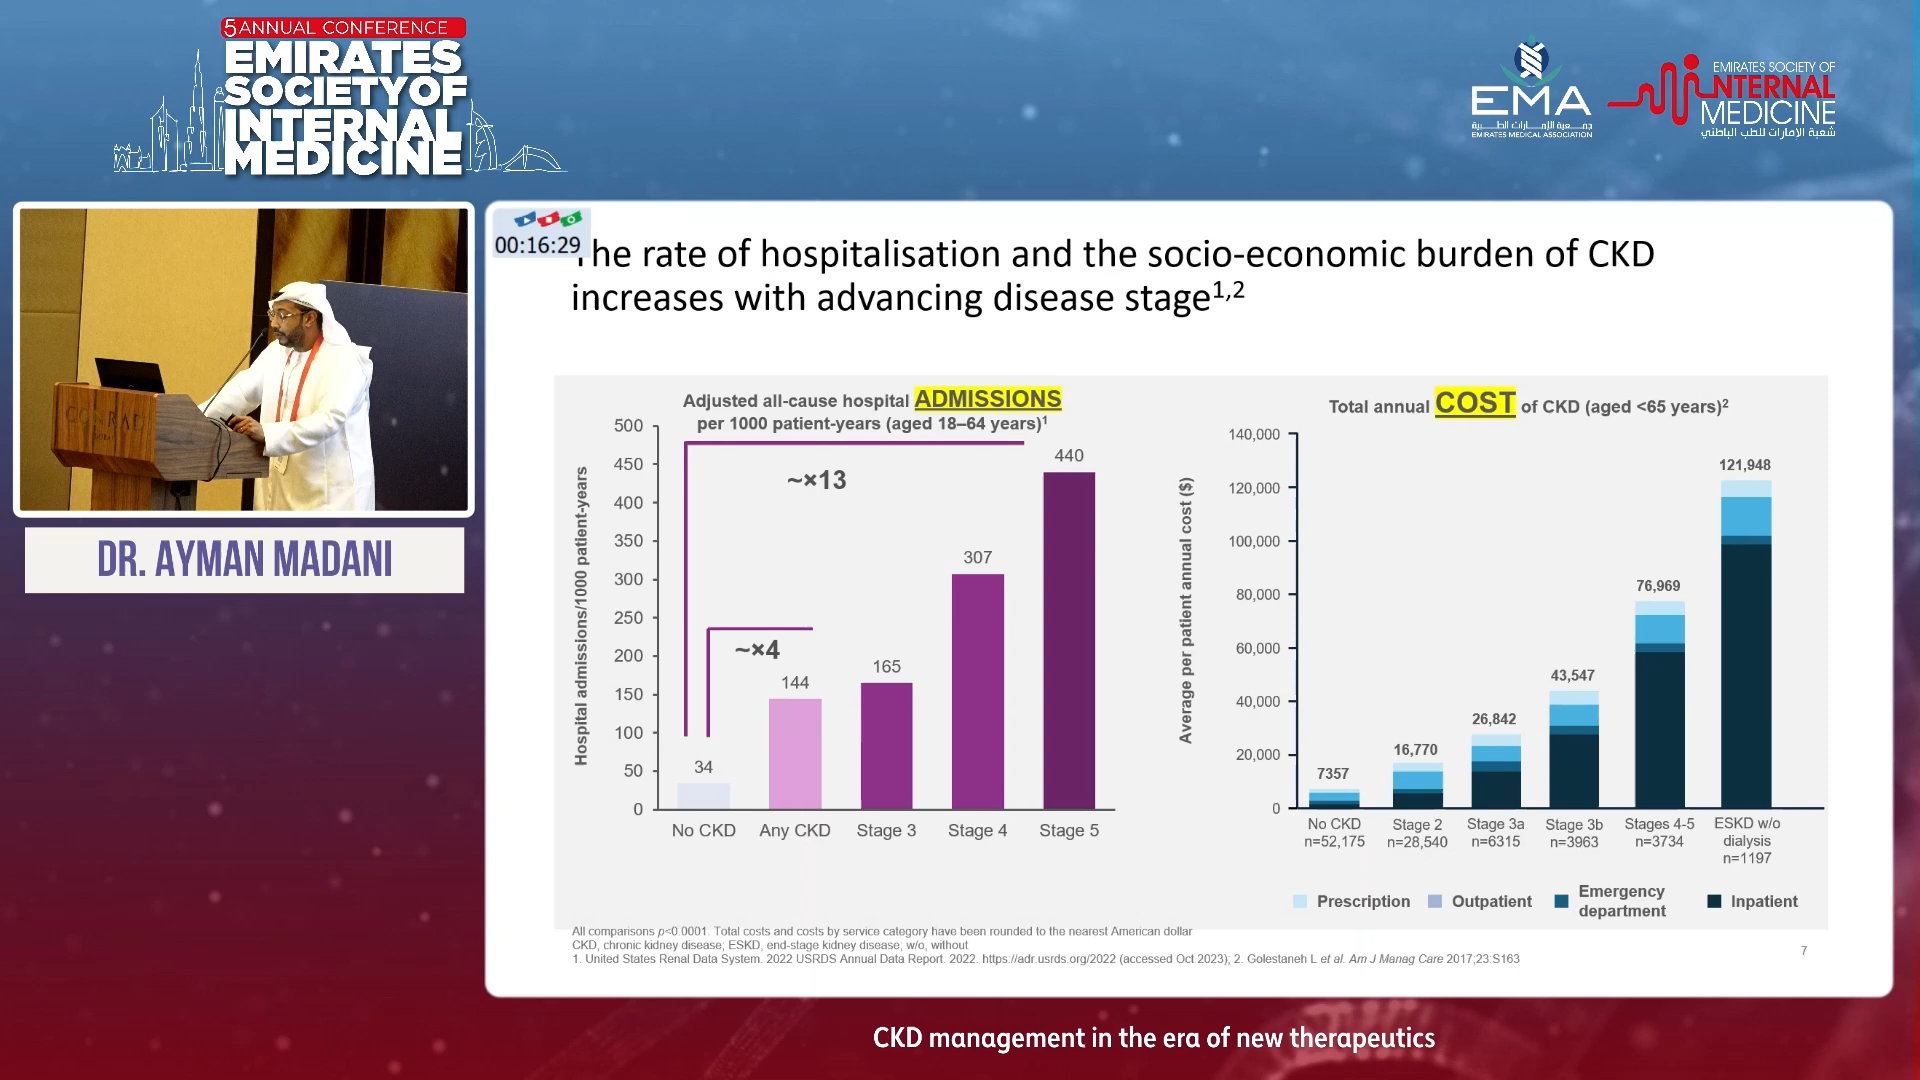 5 ANNUAL CONFERENCE
EMIRATES
SOCIETY OF
INTERNAL
MEDICINE
EMA
جمعية الإمارات الطبية
EMIRATES MEDICAL ASSOCIATION
EMIRATES SOCIETY OF
INTERNAL
MEDICINE
شعبة الامارات للطب الباطني
CONRAD
DR. AYMAN MADANI
00:16:29
The rate of hospitalisation and the socio-economic burden of CKD
increases with advancing disease stage1,2
Adjusted all-cause hospital ADMISSIONS
per 1000 patient-years (aged 18–64 years)1
Hospital admissions/1000 patient-years
500
450
400
350
300
250
200
150
100
50
0
~×13
~×4
34
144
165
307
440
No CKD
Any CKD
Stage 3
Stage 4
Stage 5
Total annual COST of CKD (aged <65 years)2
Average per patient annual cost ($)
140,000
120,000
100,000
80,000
60,000
40,000
20,000
0
7357
16,770
26,842
43,547
76,969
121,948
No CKD
n=52,175
Stage 2
n=28,540
Stage 3a
n=6315
Stage 3b
n=3963
Stages 4-5
n=3734
ESKD w/o
dialysis
n=1197
Prescription
Outpatient
Emergency
department
Inpatient
All comparisons p<0.0001. Total costs and costs by service category have been rounded to the nearest American dollar
CKD, chronic kidney disease; ESKD, end-stage kidney disease; w/o, without
1. United States Renal Data System. 2022 USRDS Annual Data Report. 2022. https://adr.usrds.org/2022 (accessed Oct 2023); 2. Golestaneh L et al. Am J Manag Care 2017;23:S163
7
CKD management in the era of new therapeutics